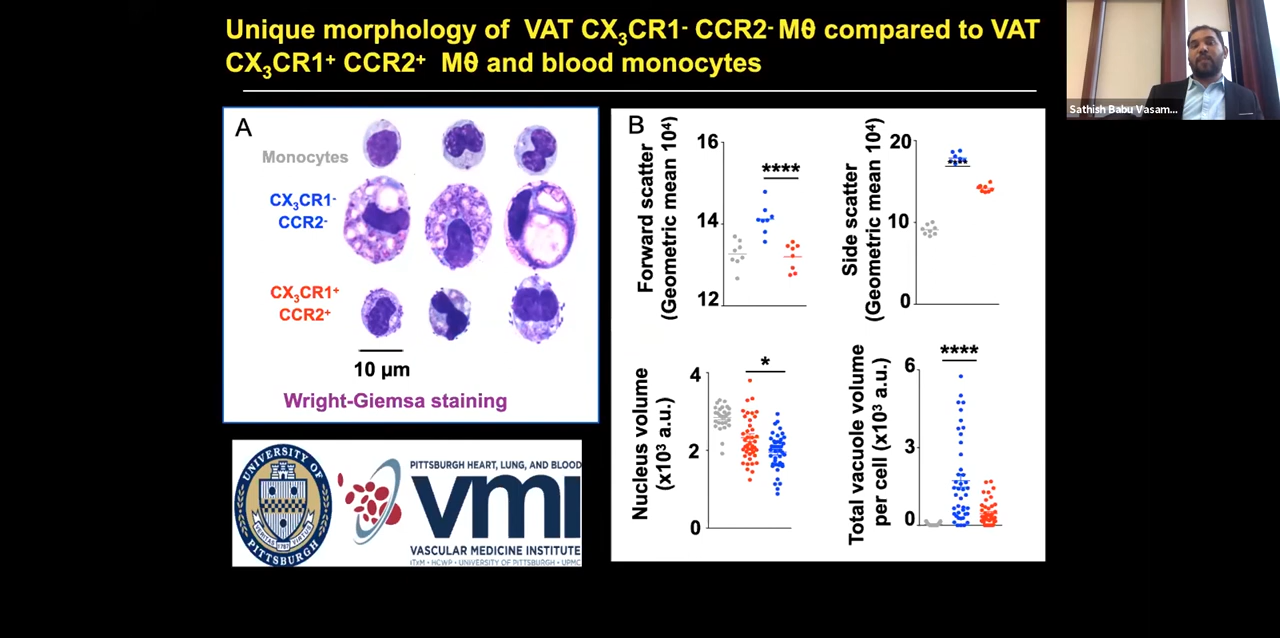 Unique morphology of VAT CX₃CR1⁻ CCR2⁻ Mθ compared to VAT
CX₃CR1⁺ CCR2⁺ Mθ and blood monocytes
Sathish Babu Vasam...
A
Monocytes
CX₃CR1⁻
CCR2⁻
CX₃CR1⁺
CCR2⁺
10 µm
Wright-Giemsa staining
B
Forward scatter
(Geometric mean 10⁴)
16
14
12
****
Side scatter
(Geometric mean 10⁴)
20
10
0
****
Nucleus volume
(x10³ a.u.)
4
2
0
*
Total vacuole volume
per cell (x10³ a.u.)
6
3
0
****
UNIVERSITY OF
PITTSBURGH
PITTSBURGH HEART, LUNG, AND BLOOD
vmi
VASCULAR MEDICINE INSTITUTE
ITxM • HCWP • UNIVERSITY OF PITTSBURGH • UPMC